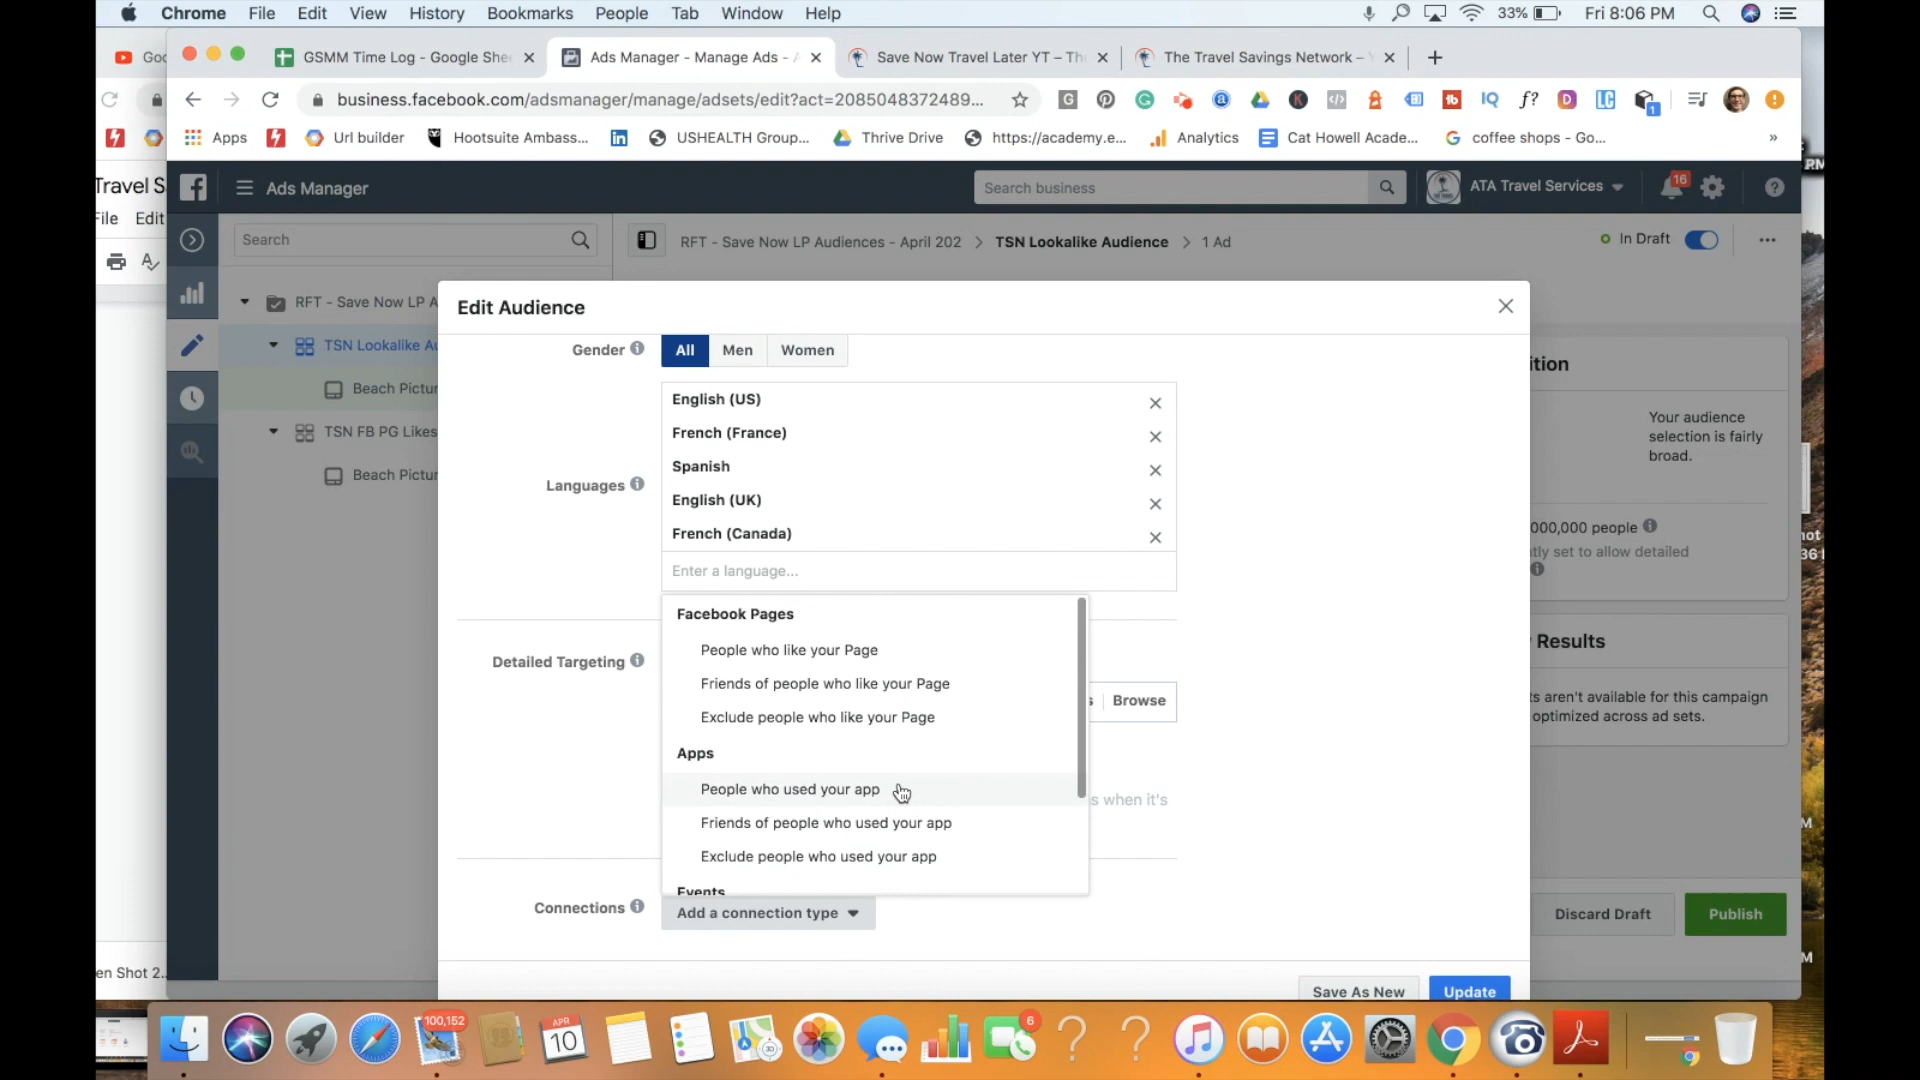 Chrome File Edit View History Bookmarks People Tab Window Help 33% Fri 8:06 PM
Goo GSMM Time Log - Google Shee Ads Manager - Manage Ads - A Save Now Travel Later YT – Th The Travel Savings Network – Y
business.facebook.com/adsmanager/manage/adsets/edit?act=2085048372489...
Apps Url builder Hootsuite Ambass... USHEALTH Group... Thrive Drive https://academy.e... Analytics Cat Howell Acade... coffee shops - Go... »
Travel S
File Edit
Ads Manager
Search business
ATA Travel Services
16
Search
RFT - Save Now LP Audiences - April 202 > TSN Lookalike Audience > 1 Ad
In Draft
RFT - Save Now LP A
TSN Lookalike Au
Beach Pictur
TSN FB PG Likes
Beach Pictur
Edit Audience
Gender
All Men Women
English (US)
French (France)
Spanish
English (UK)
French (Canada)
Languages
Enter a language...
Facebook Pages
People who like your Page
Friends of people who like your Page
Exclude people who like your Page
Apps
People who used your app
Friends of people who used your app
Exclude people who used your app
Events
Detailed Targeting
Browse
s when it's
Connections
Add a connection type
Save As New
Update
ition
Your audience
selection is fairly
broad.
000,000 people
tly set to allow detailed
Results
ts aren't available for this campaign
optimized across ad sets.
Discard Draft
Publish
en Shot 2...
100,152
APR
10
6